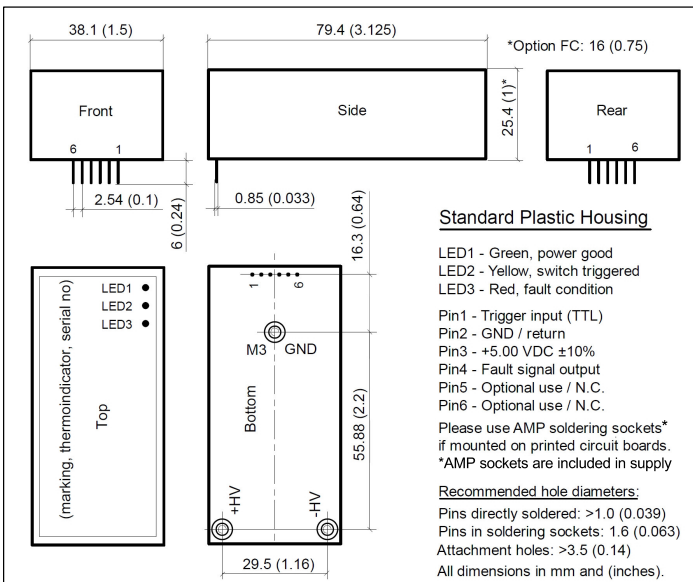 38.1 (1.5)
79.4 (3.125)
*Option FC: 16 (0.75)
Front
Side
25.4 (1)*
Rear
6 1
1 6
2.54 (0.1)
6 (0.24)
0.85 (0.033)
16.3 (0.64)
Standard Plastic Housing
LED1 - Green, power good
LED2 - Yellow, switch triggered
LED3 - Red, fault condition
Pin1 - Trigger input (TTL)
Pin2 - GND / return
Pin3 - +5.00 VDC ±10%
Pin4 - Fault signal output
Pin5 - Optional use / N.C.
Pin6 - Optional use / N.C.
Please use AMP soldering sockets*
if mounted on printed circuit boards.
*AMP sockets are included in supply
Recommended hole diameters:
Pins directly soldered: >1.0 (0.039)
Pins in soldering sockets: 1.6 (0.063)
Attachment holes: >3.5 (0.14)
All dimensions in mm and (inches).
LED1
LED2
LED3
Top
(marking, thermoindicator, serial no)
1 6
M3 GND
Bottom
55.88 (2.2)
+HV
-HV
29.5 (1.16)